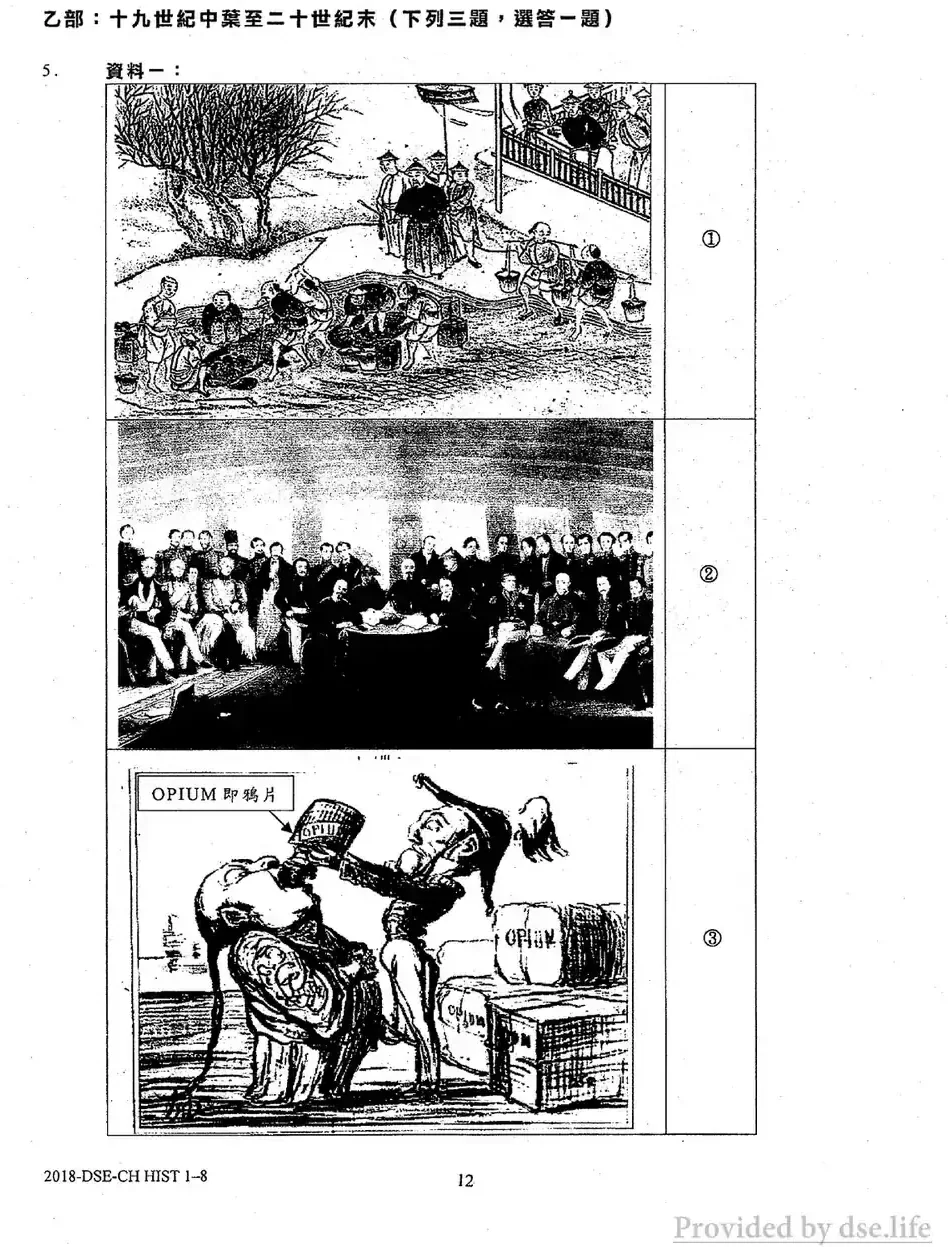 乙部：十九世紀中葉至二十世紀末（下列三題，選答一題）
5. 資料一：
①
②
OPIUM 即鴉片
OPIUM
OPIUM
③
OPIUM
2018-DSE-CH HIST 1–8
12
Provided by dse.life